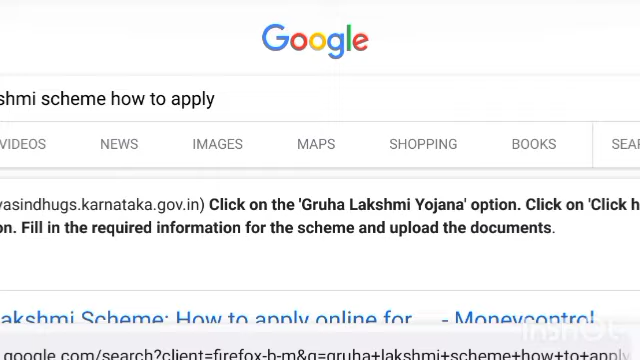 Google
shmi scheme how to apply
VIDEOS NEWS IMAGES MAPS SHOPPING BOOKS SEAR
vasindhugs.karnataka.gov.in) Click on the 'Gruha Lakshmi Yojana' option. Click on 'Click h
on. Fill in the required information for the scheme and upload the documents.
akshmi Scheme: How to apply online for ... - Moneycontrol
google.com/search?client=firefox-b-m&q=gruha+lakshmi+scheme+how+to+apply
InShOt